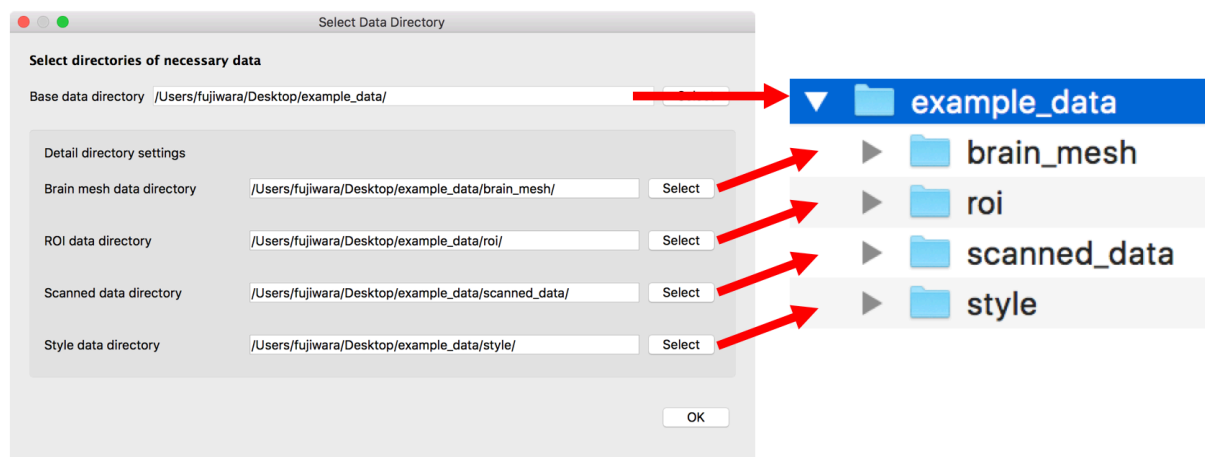 Select Data Directory
Select directories of necessary data
Base data directory /Users/fujiwara/Desktop/example_data/
Detail directory settings
Brain mesh data directory /Users/fujiwara/Desktop/example_data/brain_mesh/ Select
ROI data directory /Users/fujiwara/Desktop/example_data/roi/ Select
Scanned data directory /Users/fujiwara/Desktop/example_data/scanned_data/ Select
Style data directory /Users/fujiwara/Desktop/example_data/style/ Select
OK
example_data
brain_mesh
roi
scanned_data
style